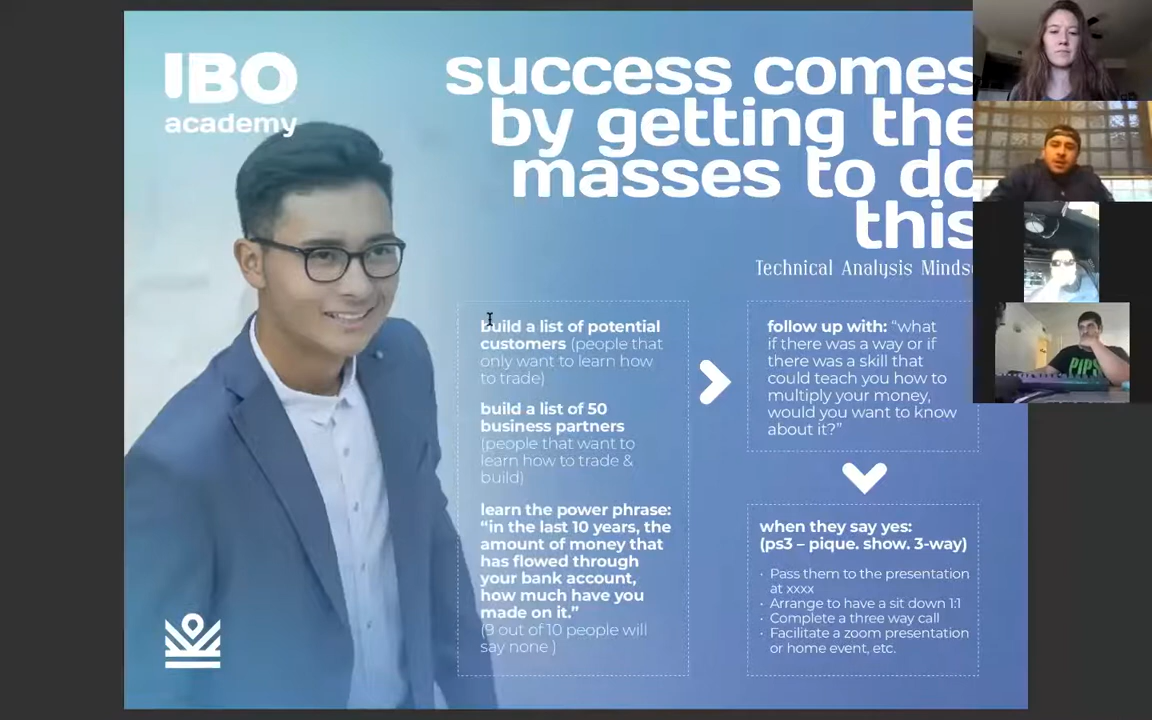 IBO
academy
success comes
by getting the
masses to do
this
Technical Analysis
build a list of potential
customers (people that
only want to learn how
to trade)
build a list of 50
business partners
(people that want to
learn how to trade &
build)
learn the power phrase:
“in the last 10 years, the
amount of money that
has flowed through
your bank account,
how much have you
made on it.”
(9 out of 10 people will
say none )
follow up with: “what
if there was a way or if
there was a skill that
could teach you how to
multiply your money,
would you want to know
about it?”
when they say yes:
(ps3 – pique. show. 3-way)
· Pass them to the presentation
at xxxx
· Arrange to have a sit down 1:1
· Complete a three way call
· Facilitate a zoom presentation
or home event, etc.
PIPS